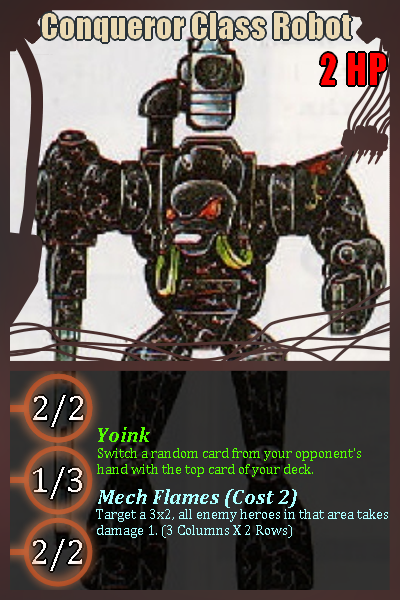 Conqueror Class Robot
2 HP
2/2
Yoink
Switch a random card from your opponent's
hand with the top card of your deck.
1/3
Mech Flames (Cost 2)
Target a 3x2, all enemy heroes in that area takes
damage 1. (3 Columns X 2 Rows)
2/2